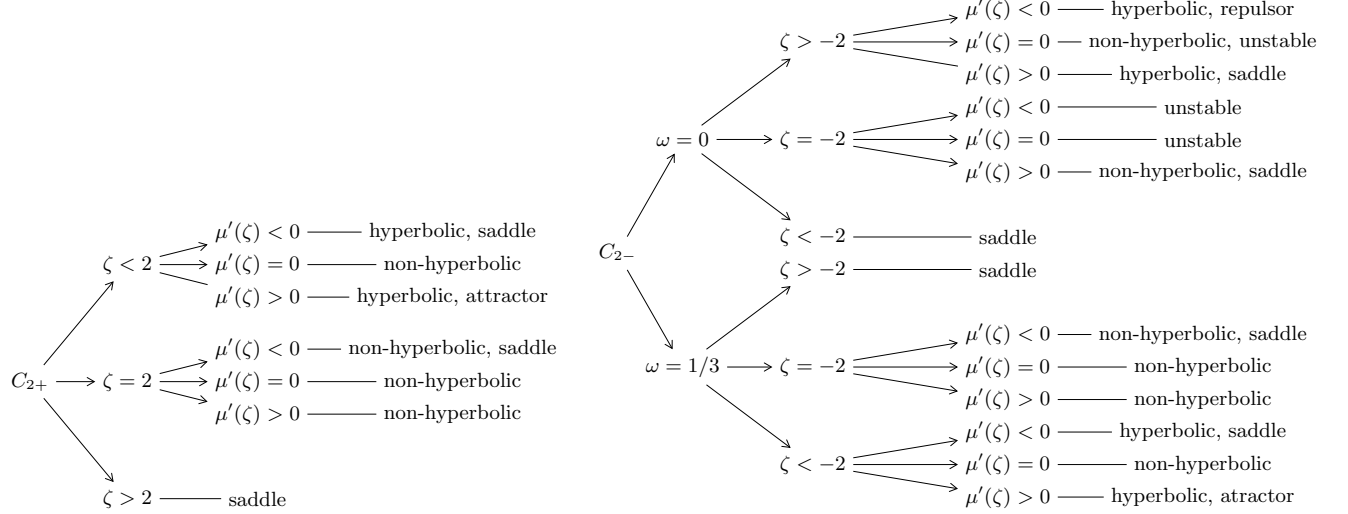 C₂₊
ζ < 2
μ′(ζ) < 0 hyperbolic, saddle
μ′(ζ) = 0 non-hyperbolic
μ′(ζ) > 0 hyperbolic, attractor
ζ = 2
μ′(ζ) < 0 non-hyperbolic, saddle
μ′(ζ) = 0 non-hyperbolic
μ′(ζ) > 0 non-hyperbolic
ζ > 2 saddle
C₂₋
ω = 0
ζ > −2
μ′(ζ) < 0 hyperbolic, repulsor
μ′(ζ) = 0 non-hyperbolic, unstable
μ′(ζ) > 0 hyperbolic, saddle
ζ = −2
μ′(ζ) < 0 unstable
μ′(ζ) = 0 unstable
μ′(ζ) > 0 non-hyperbolic, saddle
ζ < −2 saddle
ω = 1/3
ζ > −2 saddle
ζ = −2
μ′(ζ) < 0 non-hyperbolic, saddle
μ′(ζ) = 0 non-hyperbolic
μ′(ζ) > 0 non-hyperbolic
ζ < −2
μ′(ζ) < 0 hyperbolic, saddle
μ′(ζ) = 0 non-hyperbolic
μ′(ζ) > 0 hyperbolic, atractor